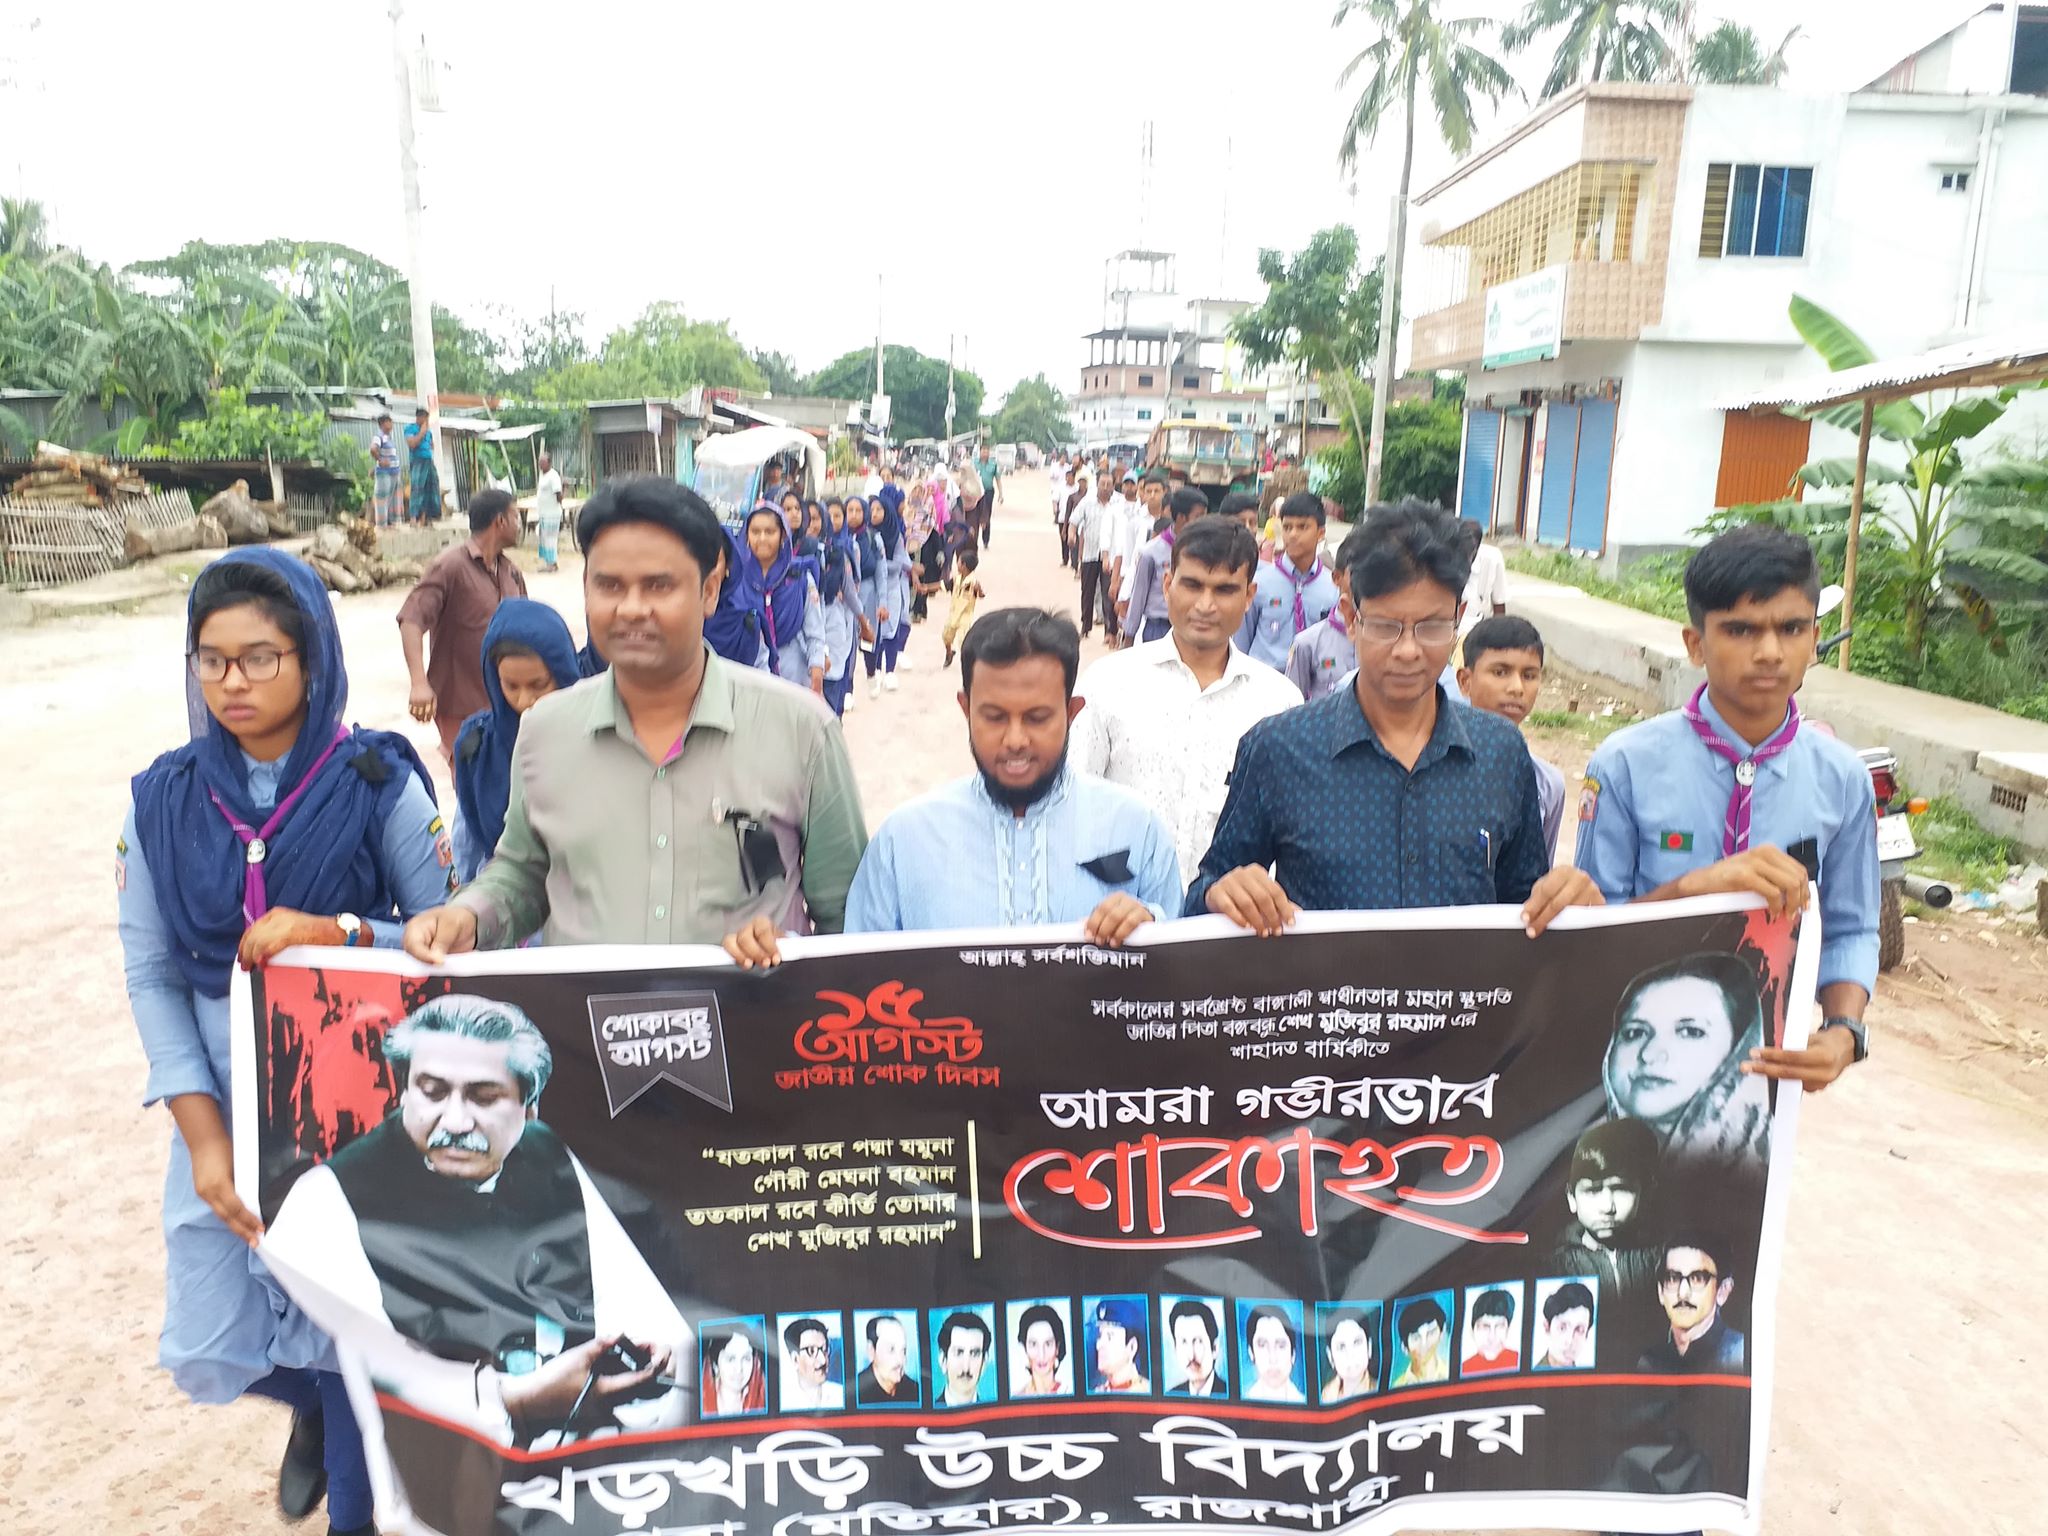 আল্লাহ্ সর্বশক্তিমান
শোকাবহ
আগস্ট
১৫
আগস্ট
জাতীয় শোক দিবস
সর্বকালের সর্বশ্রেষ্ঠ বাঙ্গালী স্বাধীনতার মহান স্থপতি
জাতির পিতা বঙ্গবন্ধু শেখ মুজিবুর রহমান এর
শাহাদত বার্ষিকীতে
আমরা গভীরভাবে
শোকাহত
“যতকাল রবে পদ্মা যমুনা
গৌরী মেঘনা বহমান
ততকাল রবে কীর্তি তোমার
শেখ মুজিবুর রহমান”
খড়খড়ি উচ্চ বিদ্যালয়
(মতিহার), রাজশাহী।